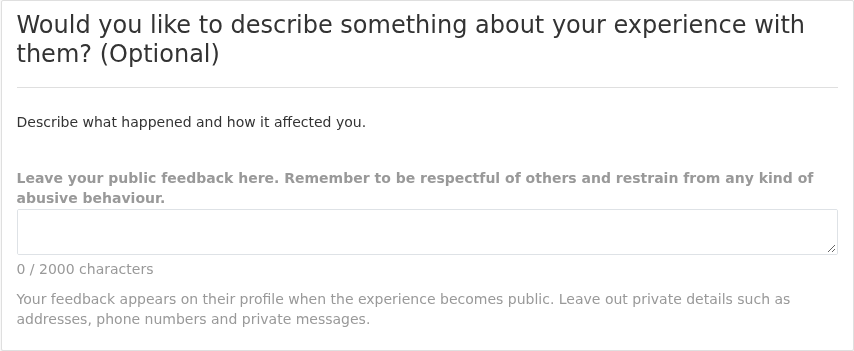 Would you like to describe something about your experience with
them? (Optional)
Describe what happened and how it affected you.
Leave your public feedback here. Remember to be respectful of others and restrain from any kind of
abusive behaviour.
0 / 2000 characters
Your feedback appears on their profile when the experience becomes public. Leave out private details such as
addresses, phone numbers and private messages.